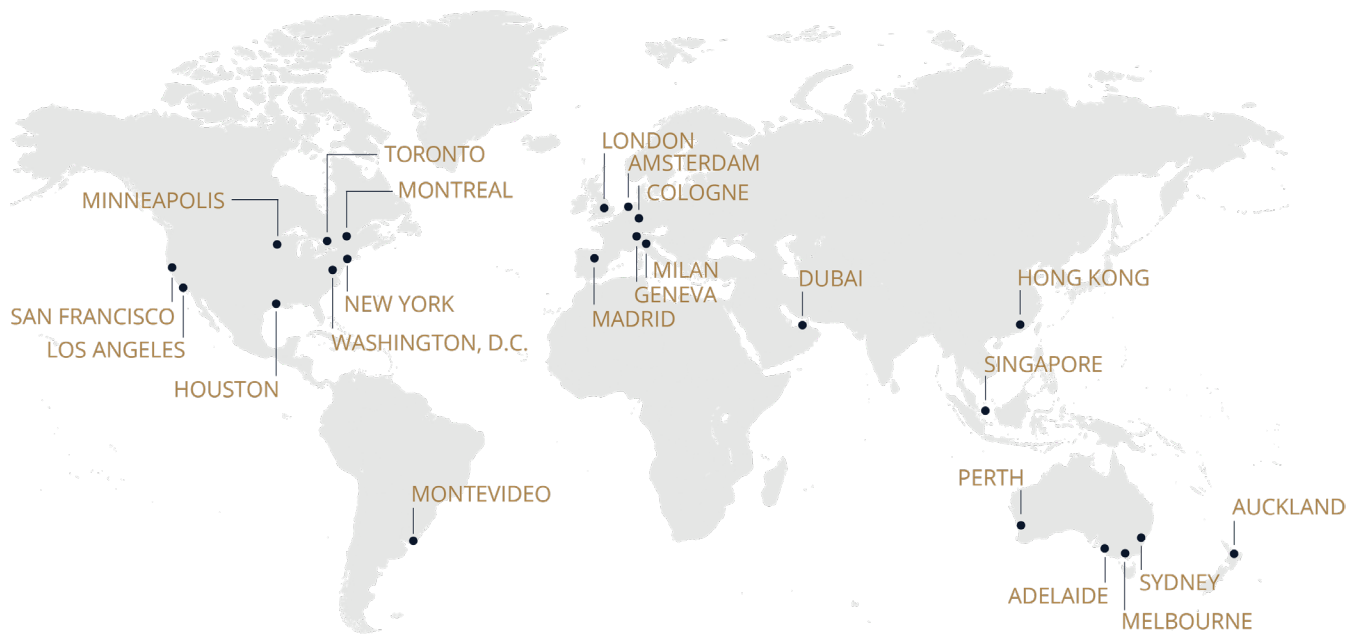 LONDON
TORONTO
AMSTERDAM
MONTREAL
COLOGNE
MINNEAPOLIS
MILAN
DUBAI
HONG KONG
GENEVA
NEW YORK
SAN FRANCISCO
MADRID
WASHINGTON, D.C.
LOS ANGELES
SINGAPORE
HOUSTON
PERTH
MONTEVIDEO
AUCKLAND
SYDNEY
ADELAIDE
MELBOURNE